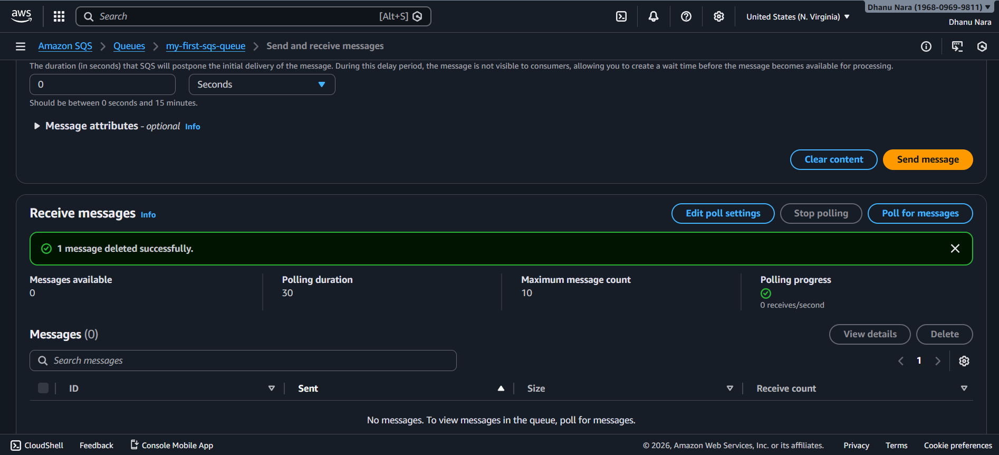 aws
Search [Alt+S]
United States (N. Virginia) ▼
Dhanu Nara (1968-0969-9811) ▼
Dhanu Nara
Amazon SQS > Queues > my-first-sqs-queue > Send and receive messages
The duration (in seconds) that SQS will postpone the initial delivery of the message. During this delay period, the message is not visible to consumers, allowing you to create a wait time before the message becomes available for processing.
0 Seconds
Should be between 0 seconds and 15 minutes.
Message attributes - optional Info
Clear content Send message
Receive messages Info Edit poll settings Stop polling Poll for messages
1 message deleted successfully.
Messages available Polling duration Maximum message count Polling progress
0 30 10
0 receives/second
Messages (0) View details Delete
Search messages 1
ID Sent Size Receive count
No messages. To view messages in the queue, poll for messages.
CloudShell Feedback Console Mobile App © 2026, Amazon Web Services, Inc. or its affiliates. Privacy Terms Cookie preferences